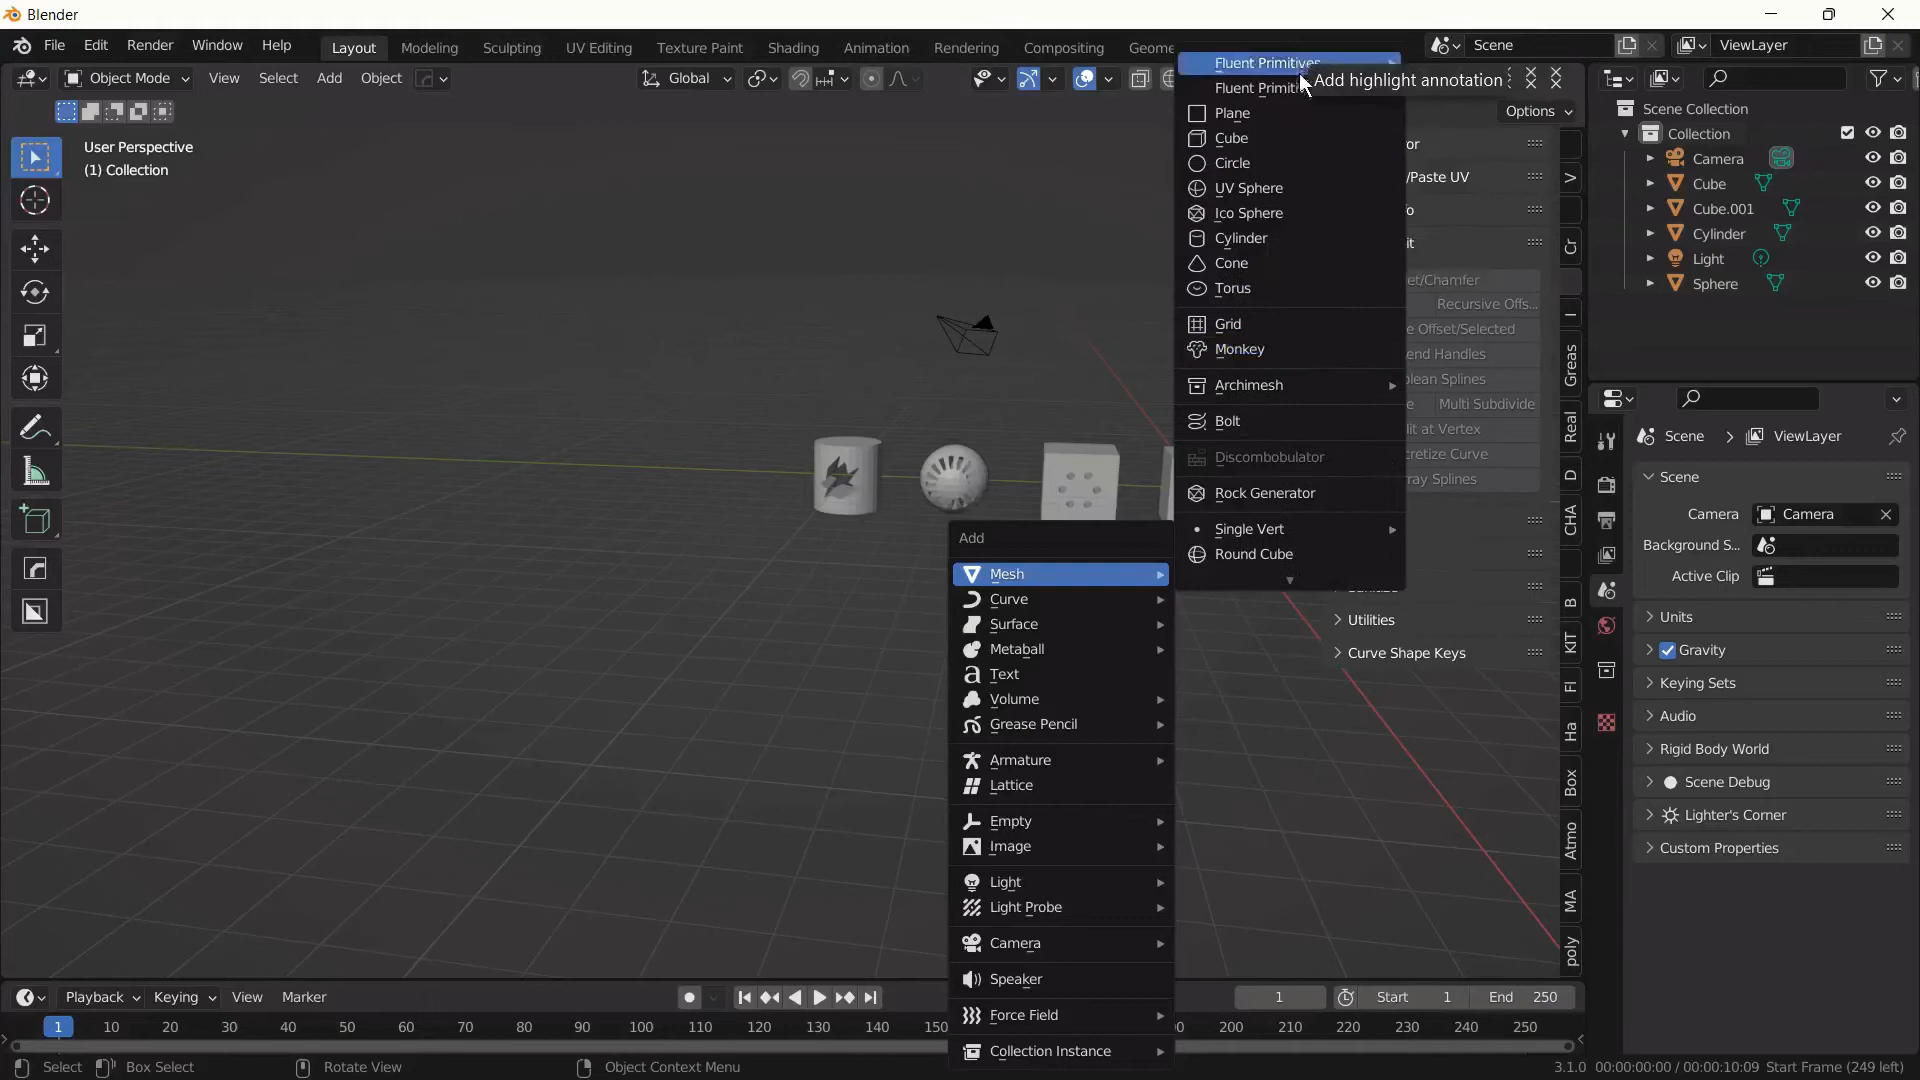 Blender
File Edit Render Window Help Layout Modeling Sculpting UV Editing Texture Paint Shading Animation Rendering Compositing Geome Scene ViewLayer
Object Mode View Select Add Object Global
Options
User Perspective
(1) Collection
Fluent Primitives
Add highlight annotation
Fluent Primiti
Plane
Cube
Circle
UV Sphere
Ico Sphere
Cylinder
Cone
Torus
Grid
Monkey
Archimesh
Bolt
Discombobulator
Rock Generator
Single Vert
Round Cube
Add
Mesh
Curve
Surface
Metaball
Text
Volume
Grease Pencil
Armature
Lattice
Empty
Image
Light
Light Probe
Camera
Speaker
Force Field
Collection Instance
or
/Paste UV
et/Chamfer
Recursive Offs...
e Offset/Selected
end Handles
lean Splines
e Multi Subdivide
lit at Vertex
cretize Curve
ray Splines
Utilities
Curve Shape Keys
V
Cr
I
Greas
Real
D
CHA
B
KIT
Fl
Ha
Box
Atmo
MA
poly
Scene Collection
Collection
Camera
Cube
Cube.001
Cylinder
Light
Sphere
Scene > ViewLayer
Scene
Camera Camera
Background S...
Active Clip
Units
Gravity
Keying Sets
Audio
Rigid Body World
Scene Debug
Lighter's Corner
Custom Properties
Playback Keying View Marker 1 Start 1 End 250
1 10 20 30 40 50 60 70 80 90 100 110 120 130 140 150 200 210 220 230 240 250
Select Box Select Rotate View Object Context Menu 3.1.0 00:00:00:00 / 00:00:10:09 Start Frame (249 left)